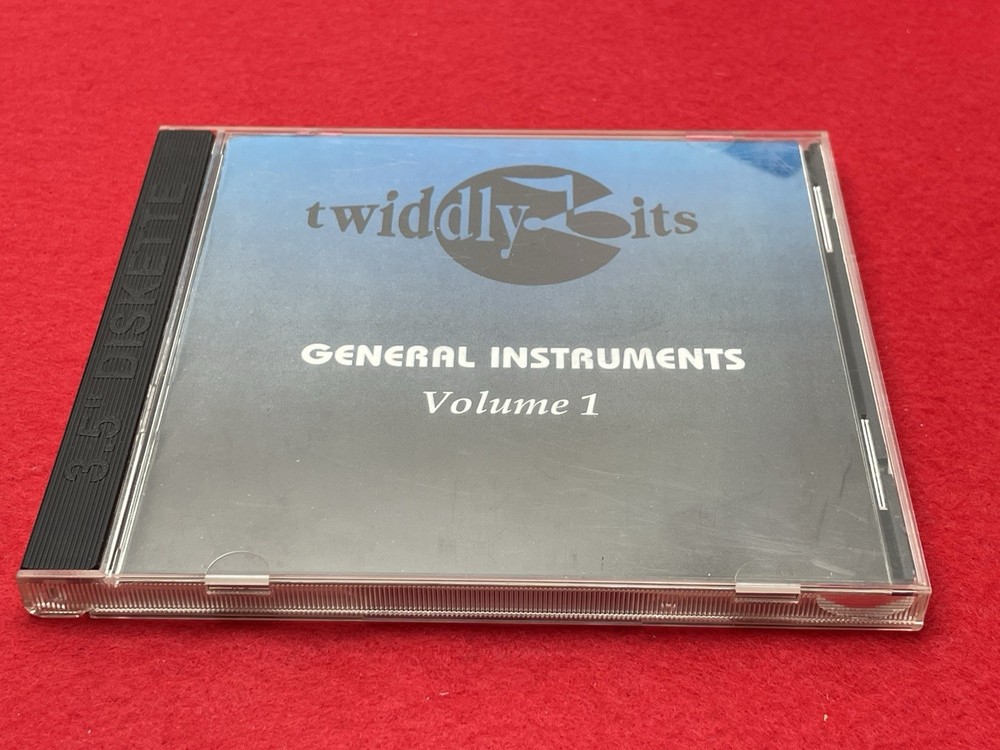 twiddly.bits
GENERAL INSTRUMENTS
Volume 1
3.5" DISKETTE